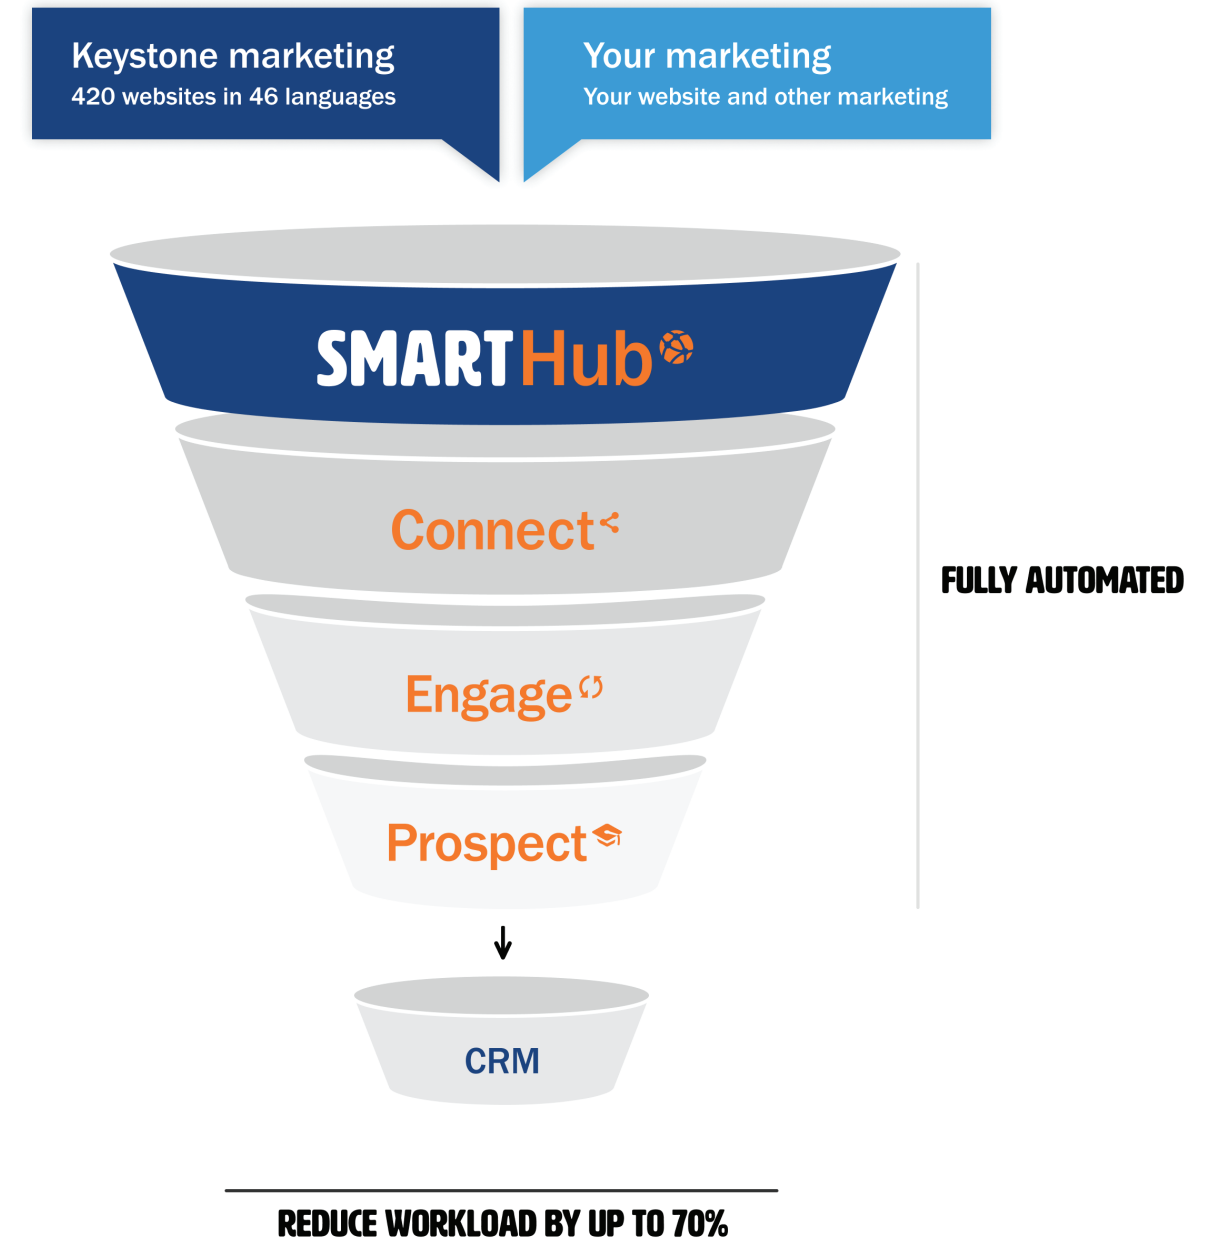 Keystone marketing
420 websites in 46 languages
Your marketing
Your website and other marketing
SMARTHub
Connect
FULLY AUTOMATED
Engage
Prospect
CRM
REDUCE WORKLOAD BY UP TO 70%